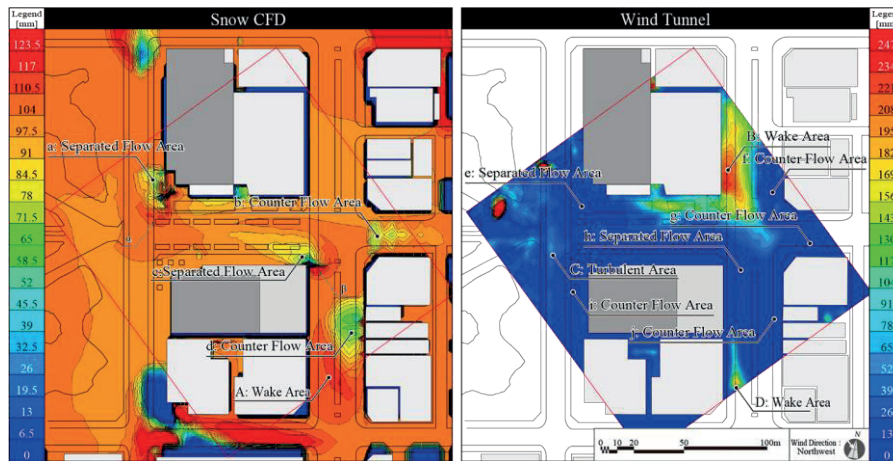 Legend
[mm]
Snow CFD
Wind Tunnel
Legend
[mm]
123.5
117
110.5
104
97.5
91
84.5
78
71.5
65
58.5
52
45.5
39
32.5
26
19.5
13
6.5
0
a: Separated Flow Area
b: Counter Flow Area
c: Separated Flow Area
d: Counter Flow Area
A: Wake Area
B: Wake Area
f: Counter Flow Area
e: Separated Flow Area
g: Counter Flow Area
h: Separated Flow Area
C: Turbulent Area
i: Counter Flow Area
j: Counter Flow Area
D: Wake Area
0 10 20 50 100m
Wind Direction :
Northwest
N
247
234
221
208
195
182
169
156
143
130
117
104
91
78
65
52
39
26
13
0